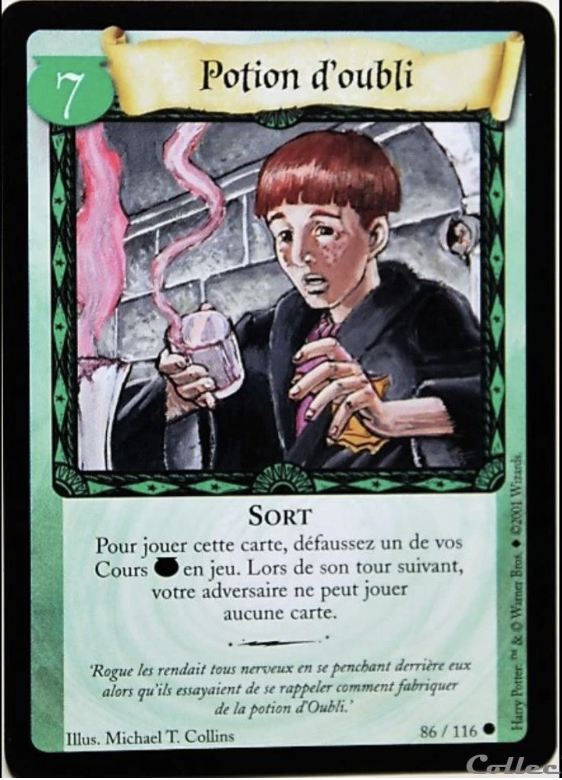 7
Potion d'oubli
SORT
Pour jouer cette carte, défaussez un de vos
Cours en jeu. Lors de son tour suivant,
votre adversaire ne peut jouer
aucune carte.
'Rogue les rendait tous nerveux en se penchant derrière eux
alors qu'ils essayaient de se rappeler comment fabriquer
de la potion d'Oubli.'
Illus. Michael T. Collins
86 / 116
Harry Potter, ™ & © Warner Bros. ◆ ©2001 Wizards.
Collec